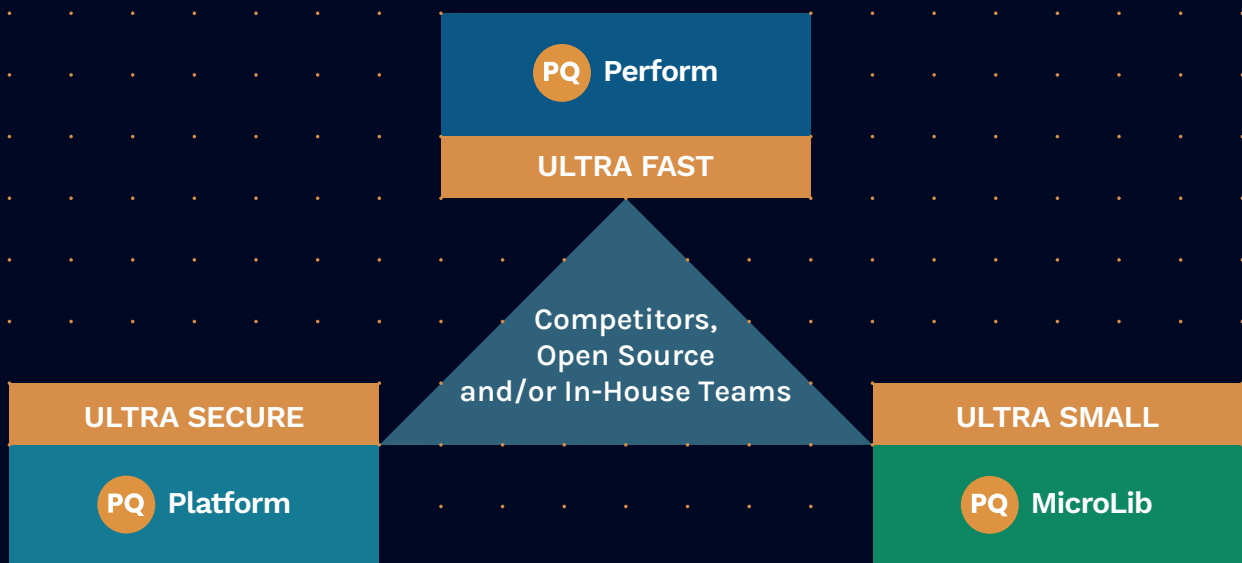 PQ Perform
ULTRA FAST
Competitors,
Open Source
and/or In-House Teams
ULTRA SECURE
PQ Platform
ULTRA SMALL
PQ MicroLib